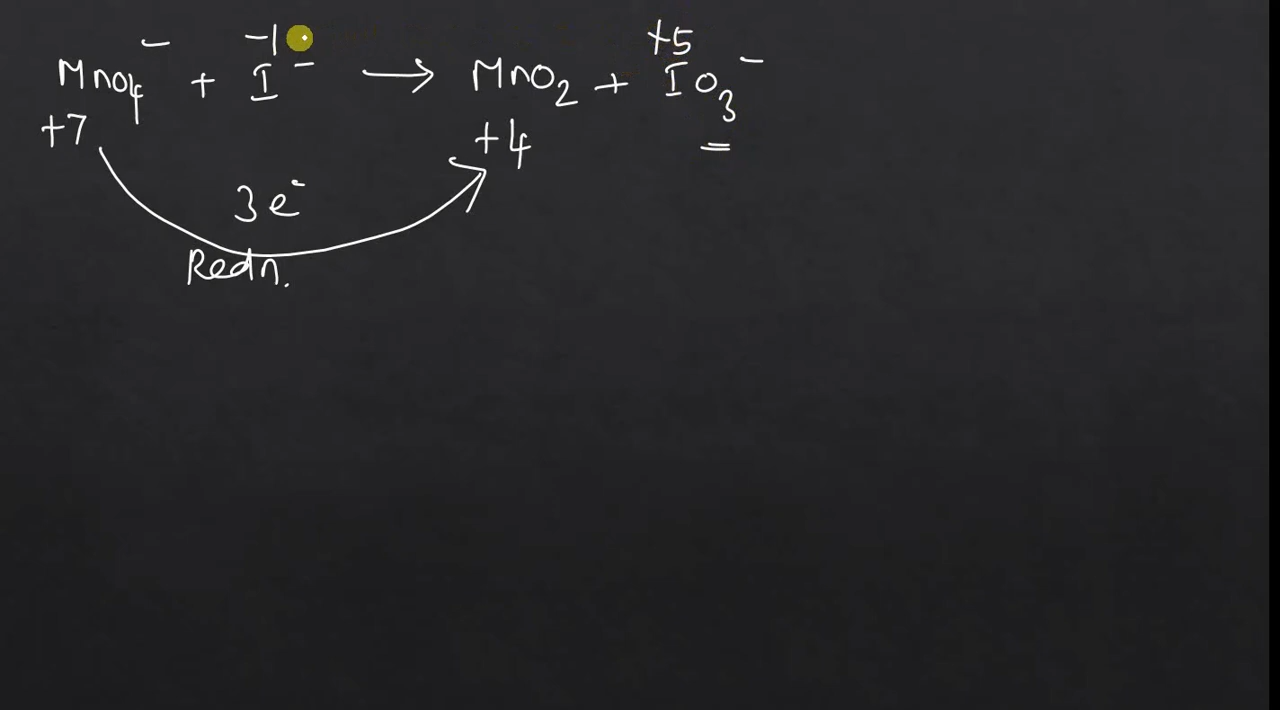 -1 +5
MnO4⁻ + I⁻ → MnO2 + IO3⁻
+7 +4
3e⁻
Redn.